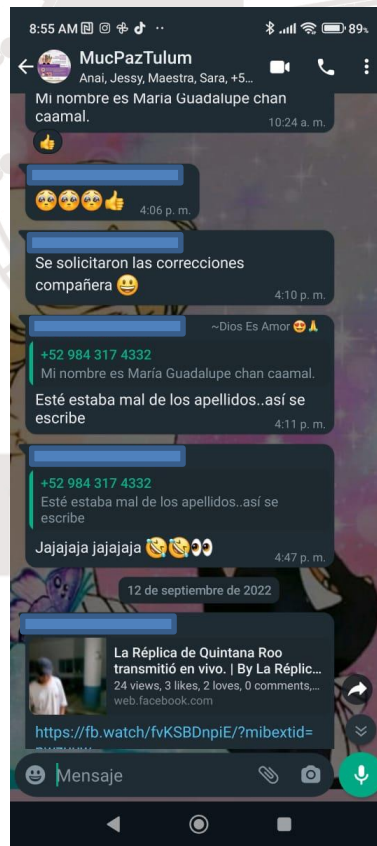 8:55 AM
89%
MucPazTulum
Anai, Jessy, Maestra, Sara, +5...
Mi nombre es María Guadalupe chan
caamal.
10:24 a. m.
4:06 p. m.
Se solicitaron las correcciones
compañera
4:10 p. m.
~Dios Es Amor
+52 984 317 4332
Mi nombre es María Guadalupe chan caamal.
Esté estaba mal de los apellidos..así se
escribe
4:11 p. m.
+52 984 317 4332
Esté estaba mal de los apellidos..así se
escribe
Jajajaja jajajaja
4:47 p. m.
12 de septiembre de 2022
La Réplica de Quintana Roo
transmitió en vivo. | By La Réplic...
24 views, 3 likes, 2 loves, 0 comments,...
web.facebook.com
https://fb.watch/fvKSBDnpiE/?mibextid=
Mensaje